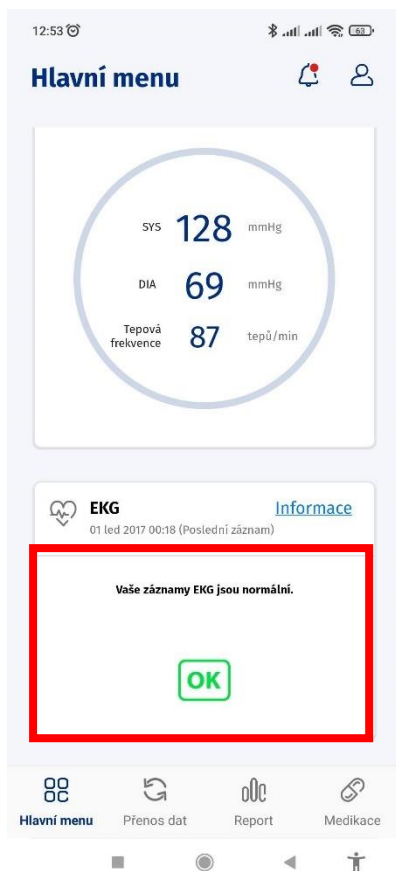 12:53
63
Hlavní menu
SYS 128 mmHg
DIA 69 mmHg
Tepová
frekvence 87 tepů/min
EKG Informace
01 led 2017 00:18 (Poslední záznam)
Vaše záznamy EKG jsou normální.
OK
Hlavní menu Přenos dat Report Medikace